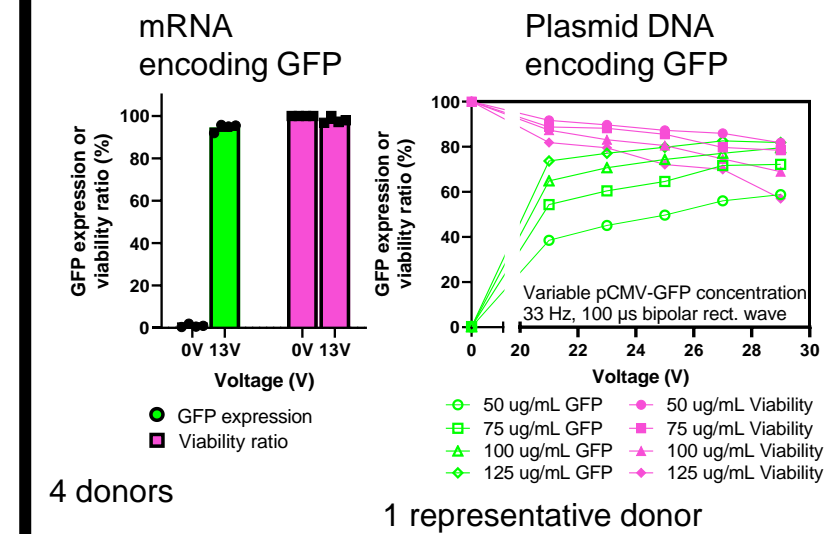 mRNA
encoding GFP
GFP expression or
viability ratio (%)
100
80
60
40
20
0
0V 13V 0V 13V
Voltage (V)
GFP expression
Viability ratio
4 donors
Plasmid DNA
encoding GFP
GFP expression or
viability ratio (%)
100
80
60
40
20
0
Variable pCMV-GFP concentration
33 Hz, 100 µs bipolar rect. wave
0 20 22 24 26 28 30
Voltage (V)
50 ug/mL GFP 50 ug/mL Viability
75 ug/mL GFP 75 ug/mL Viability
100 ug/mL GFP 100 ug/mL Viability
125 ug/mL GFP 125 ug/mL Viability
1 representative donor